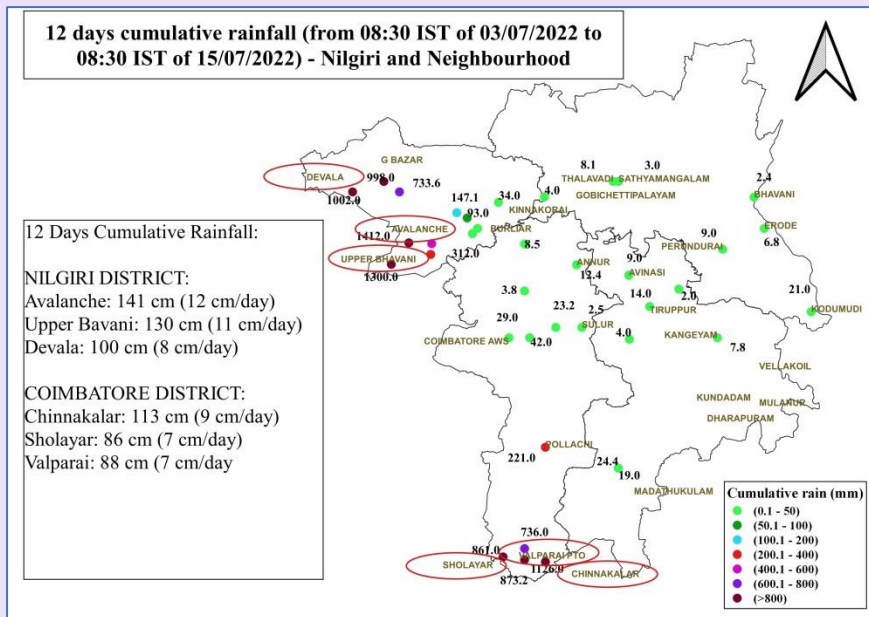 12 days cumulative rainfall (from 08:30 IST of 03/07/2022 to
08:30 IST of 15/07/2022) - Nilgiri and Neighbourhood
G BAZAR
DEVALA
998.0
733.6
1002.0
8.1
3.0
THALAVADI
SATHYAMANGALAM
GOBICHETTIPALAYAM
2.4
BHAVANI
147.1
34.0
4.0
KINNAKORAI
93.0
AVALANCHE
BURLIAR
1412.0
UPPER BHAVANI
312.0
1300.0
8.5
ERODE
6.8
9.0
PERONDURAI
ANNUR
12.4
9.0
AVINASI
3.8
14.0
2.0
TIRUPPUR
21.0
KODUMUDI
29.0
23.2
2.5
SULUR
COIMBATORE AWS
42.0
4.0
KANGEYAM
7.8
VELLAKOIL
KUNDADAM
MULANUR
DHARAPURAM
12 Days Cumulative Rainfall:
NILGIRI DISTRICT:
Avalanche: 141 cm (12 cm/day)
Upper Bavani: 130 cm (11 cm/day)
Devala: 100 cm (8 cm/day)
COIMBATORE DISTRICT:
Chinnakalar: 113 cm (9 cm/day)
Sholayar: 86 cm (7 cm/day)
Valparai: 88 cm (7 cm/day
POLLACHI
221.0
24.4
19.0
MADATHUKULAM
736.0
861.0
VALPARAI PTO
SHOLAYAR
873.2
1126.0
CHINNAKALAR
Cumulative rain (mm)
(0.1 - 50)
(50.1 - 100)
(100.1 - 200)
(200.1 - 400)
(400.1 - 600)
(600.1 - 800)
(>800)